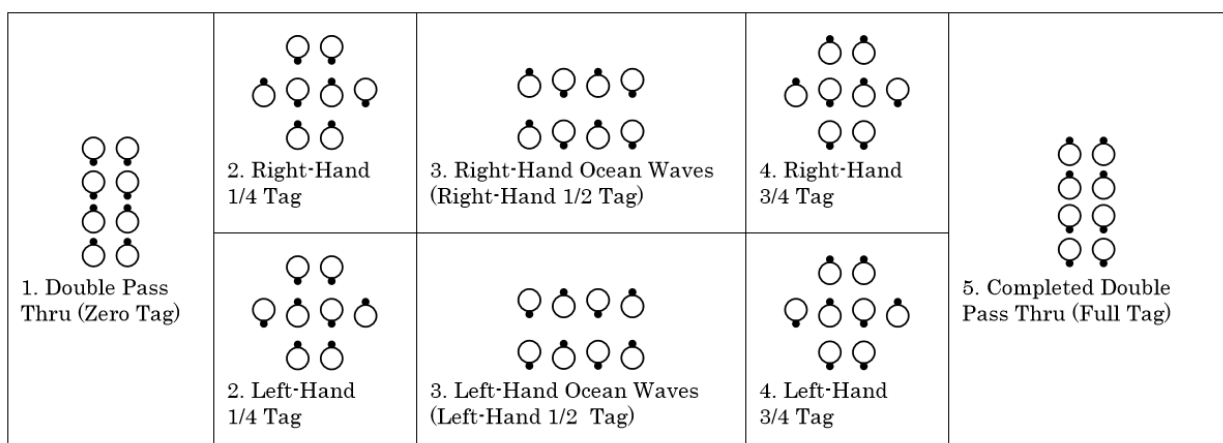 1. Double Pass
Thru (Zero Tag)
2. Right-Hand
1/4 Tag
3. Right-Hand Ocean Waves
(Right-Hand 1/2 Tag)
4. Right-Hand
3/4 Tag
2. Left-Hand
1/4 Tag
3. Left-Hand Ocean Waves
(Left-Hand 1/2 Tag)
4. Left-Hand
3/4 Tag
5. Completed Double
Pass Thru (Full Tag)